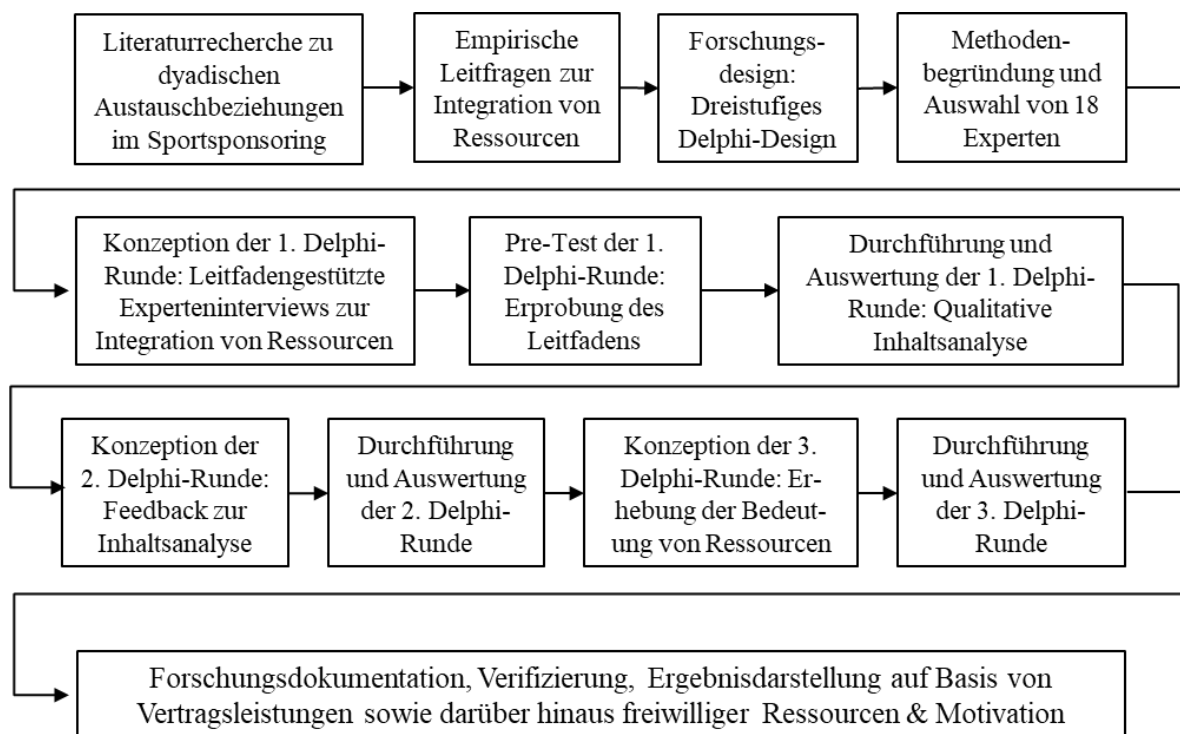 Literaturrecherche zu
dyadischen
Austauschbeziehungen
im Sportsponsoring
Empirische
Leitfragen zur
Integration von
Ressourcen
Forschungs-
design:
Dreistufiges
Delphi-Design
Methoden-
begründung und
Auswahl von 18
Experten
Konzeption der 1. Delphi-
Runde: Leitfadengestützte
Experteninterviews zur
Integration von Ressourcen
Pre-Test der 1.
Delphi-Runde:
Erprobung des
Leitfadens
Durchführung und
Auswertung der 1. Delphi-
Runde: Qualitative
Inhaltsanalyse
Konzeption der
2. Delphi-Runde:
Feedback zur
Inhaltsanalyse
Durchführung
und Auswertung
der 2. Delphi-
Runde
Konzeption der 3.
Delphi-Runde: Er-
hebung der Bedeut-
ung von Ressourcen
Durchführung
und Auswertung
der 3. Delphi-
Runde
Forschungsdokumentation, Verifizierung, Ergebnisdarstellung auf Basis von
Vertragsleistungen sowie darüber hinaus freiwilliger Ressourcen & Motivation